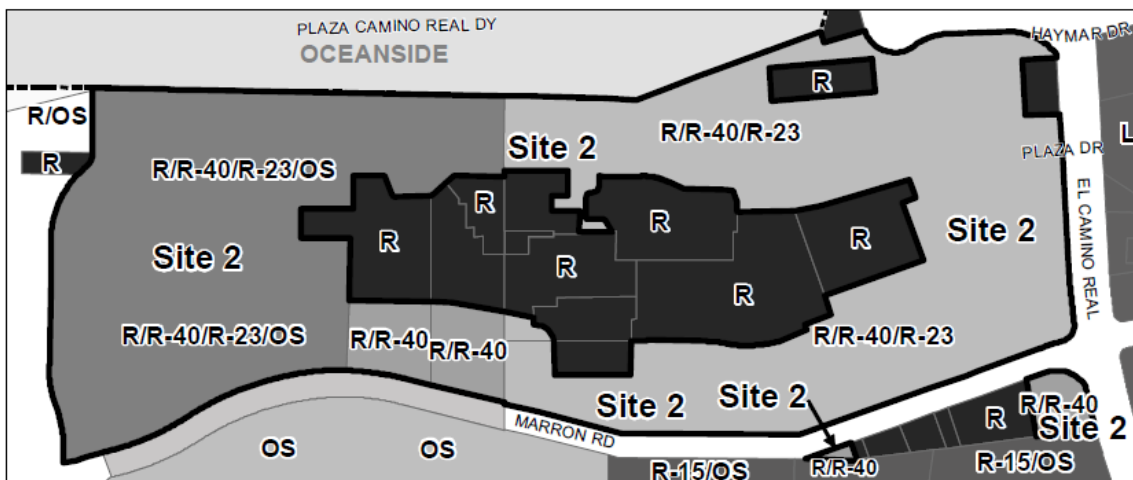 PLAZA CAMINO REAL DY
OCEANSIDE
HAYMAR DR
R
R/OS
R/R-40/R-23
Site 2
L
R
PLAZA DR
R/R-40/R-23/OS
R
EL CAMINO REAL
Site 2
R
R
R
Site 2
R
R
R/R-40/R-23/OS
R/R-40
R/R-40
R/R-40/R-23
Site 2
Site 2
R/R-40
R
Site 2
MARRON RD
OS
OS
R-15/OS
R/R-40
R-15/OS